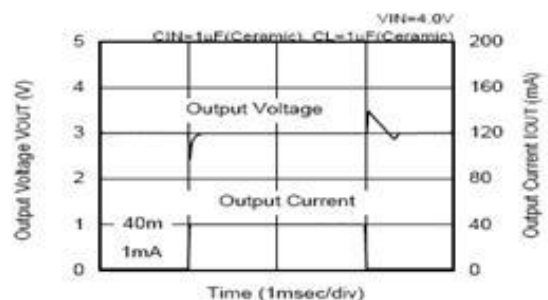 VIN=4.0V
CIN=1uF(Ceramic), CL=1uF(Ceramic)
Output Voltage VOUT (V)
5
4
3
2
1
0
Output Voltage
Output Current
40m
1mA
200
160
120
80
40
0
Output Current IOUT (mA)
Time (1msec/div)